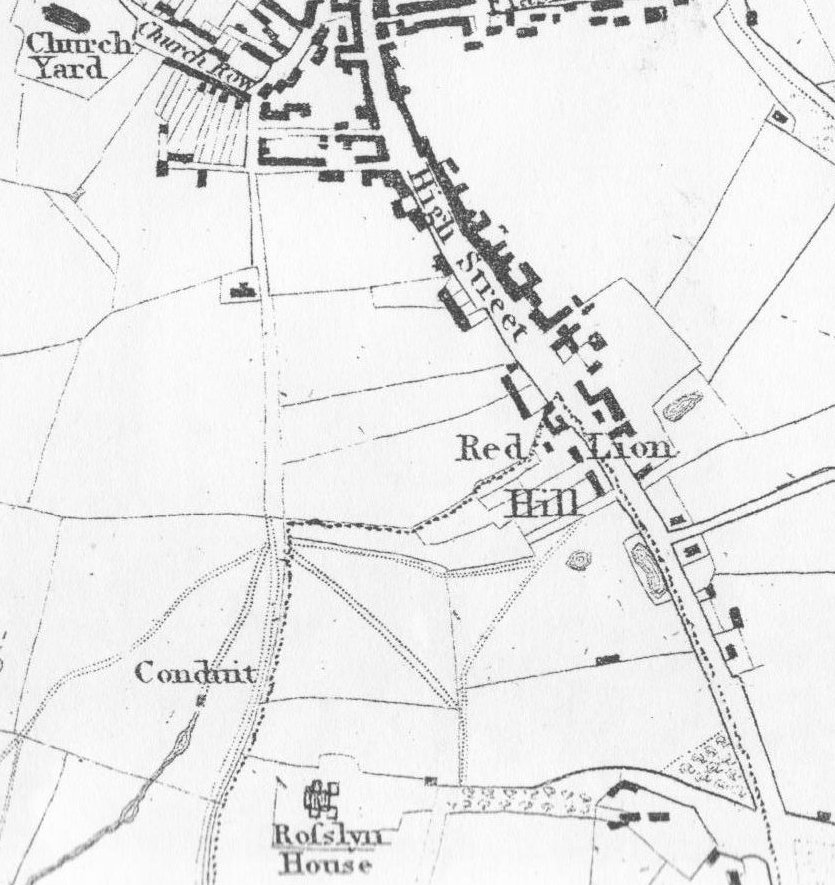 Church
Yard
Church Row
High Street
Red Lion
Hill
Conduit
Roſslyn
House